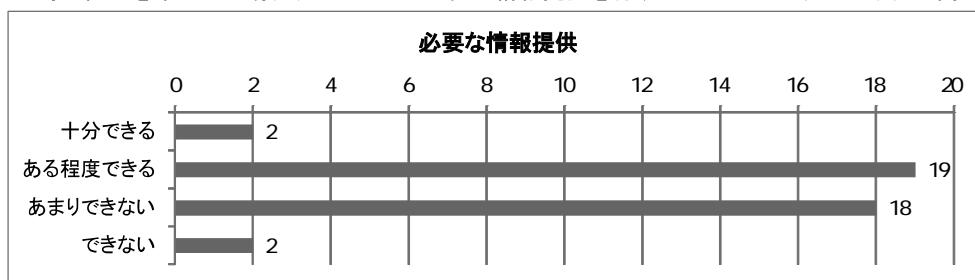 必要な情報提供
0 2 4 6 8 10 12 14 16 18 20
十分できる 2
ある程度できる 19
あまりできない 18
できない 2